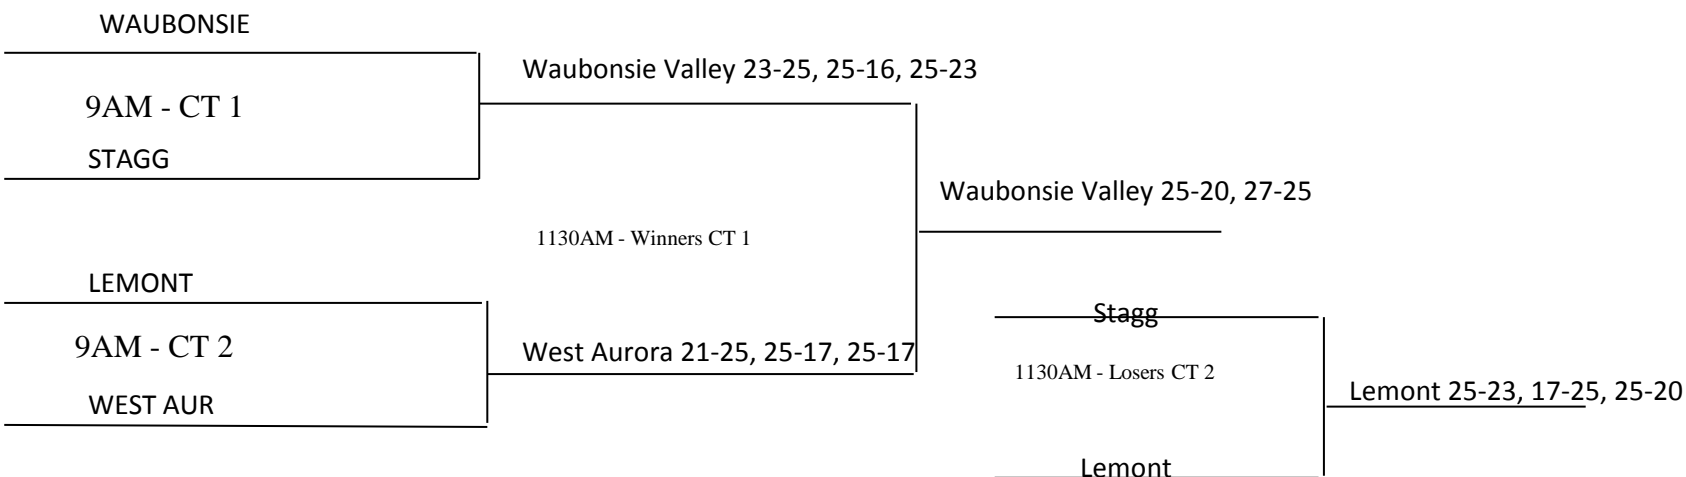 WAUBONSIE
Waubonsie Valley 23-25, 25-16, 25-23
9AM - CT 1
STAGG
Waubonsie Valley 25-20, 27-25
1130AM - Winners CT 1
LEMONT
Stagg
9AM - CT 2
West Aurora 21-25, 25-17, 25-17
1130AM - Losers CT 2
Lemont 25-23, 17-25, 25-20
WEST AUR
Lemont